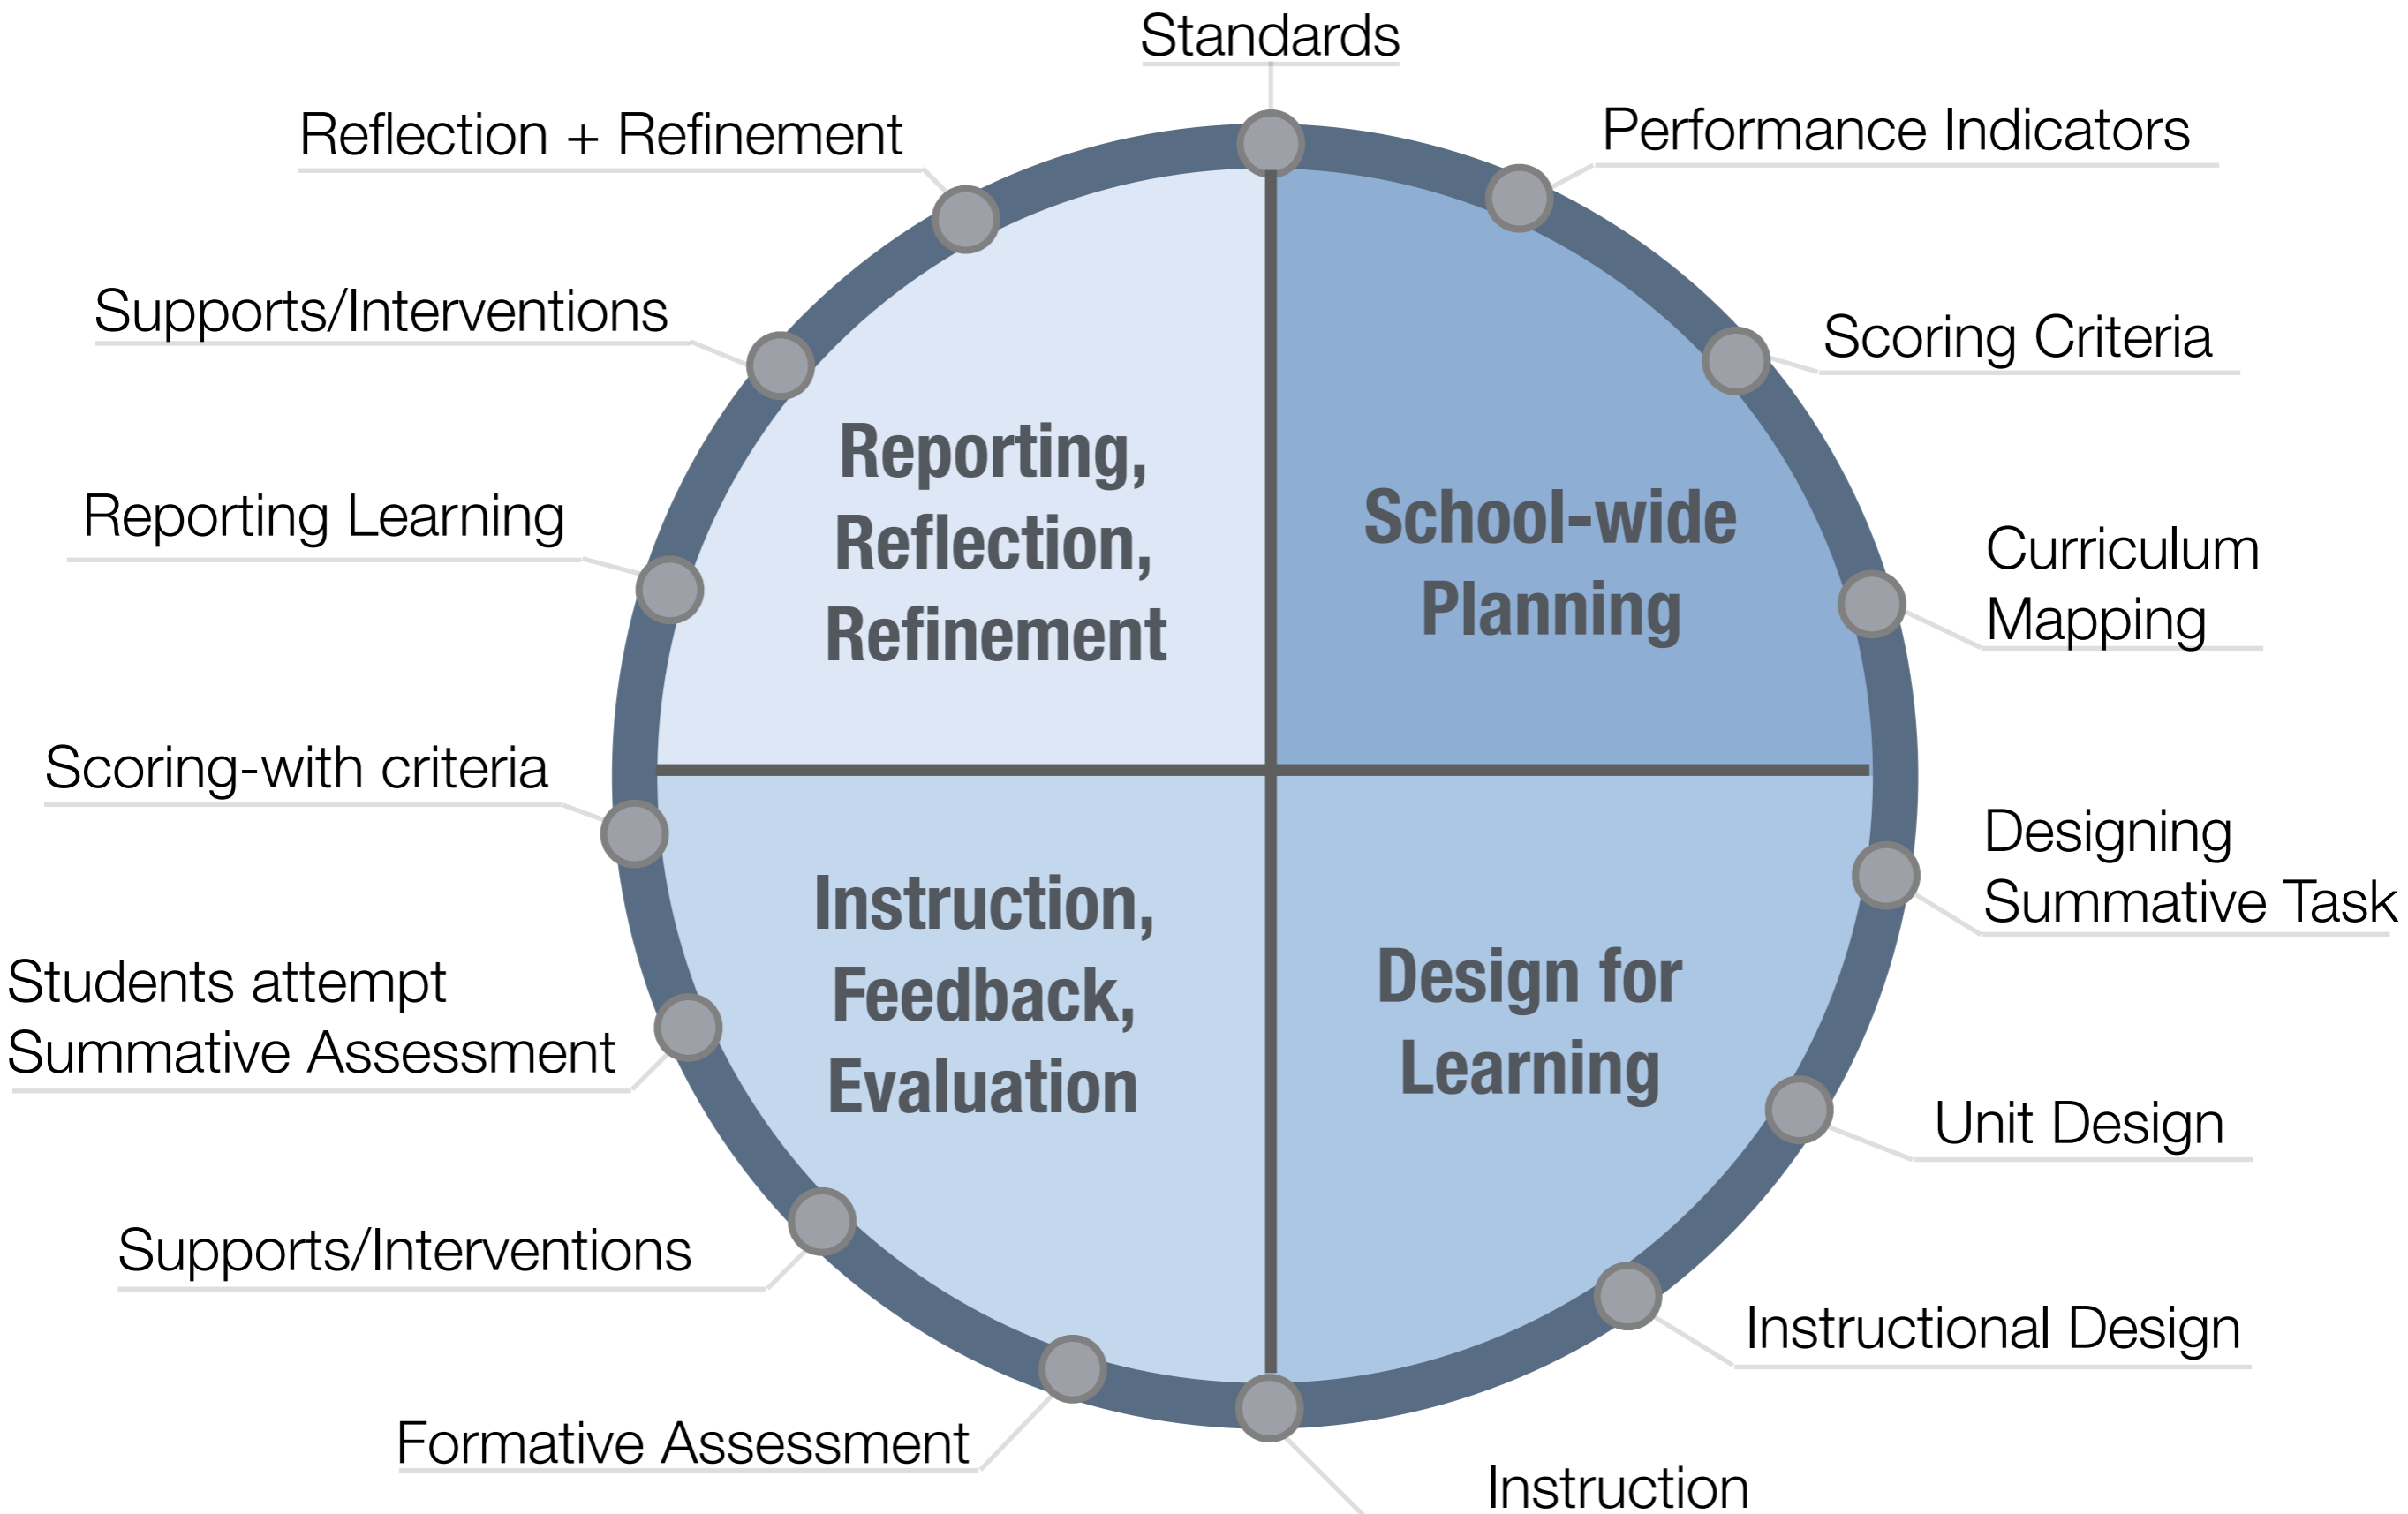 Standards
Performance Indicators
Scoring Criteria
Curriculum
Mapping
Designing
Summative Task
Unit Design
Instructional Design
Instruction
Formative Assessment
Supports/Interventions
Students attempt
Summative Assessment
Scoring-with criteria
Reporting Learning
Supports/Interventions
Reflection + Refinement
Reporting,
Reflection,
Refinement
School-wide
Planning
Instruction,
Feedback,
Evaluation
Design for
Learning